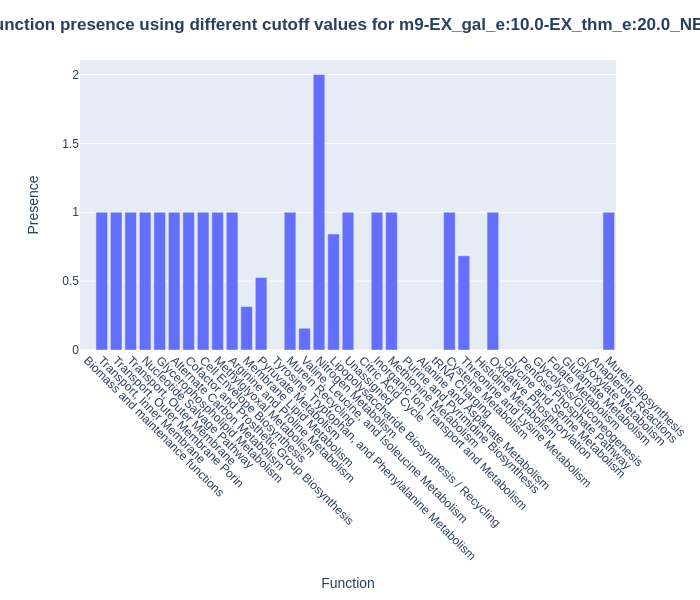 unction presence using different cutoff values for m9-EX_gal_e:10.0-EX_thm_e:20.0_NE
Presence
2
1.5
1
0.5
0
Biomass and maintenance functions
Transport, Inner Membrane
Transport, Outer Membrane
Transport, Outer Membrane Porin
Nucleotide Salvage Pathway
Glycerophospholipid Metabolism
Alternate Carbon Metabolism
Cofactor and Prosthetic Group Biosynthesis
Cell Envelope Biosynthesis
Methylglyoxal Metabolism
Arginine and Proline Metabolism
Membrane Lipid Metabolism
Pyruvate Metabolism
Tyrosine, Tryptophan, and Phenylalanine Metabolism
Murein Recycling
Valine, Leucine, and Isoleucine Metabolism
Nitrogen Metabolism
Lipopolysaccharide Biosynthesis / Recycling
Unassigned
Citric Acid Cycle
Inorganic Ion Transport and Metabolism
Methionine Metabolism
Purine and Pyrimidine Biosynthesis
Alanine and Aspartate Metabolism
tRNA Charging
Cysteine Metabolism
Threonine and Lysine Metabolism
Histidine Metabolism
Oxidative Phosphorylation
Glycine and Serine Metabolism
Pentose Phosphate Pathway
Glycolysis/Gluconeogenesis
Folate Metabolism
Glutamate Metabolism
Glyoxylate Metabolism
Anaplerotic Reactions
Murein Biosynthesis
Function